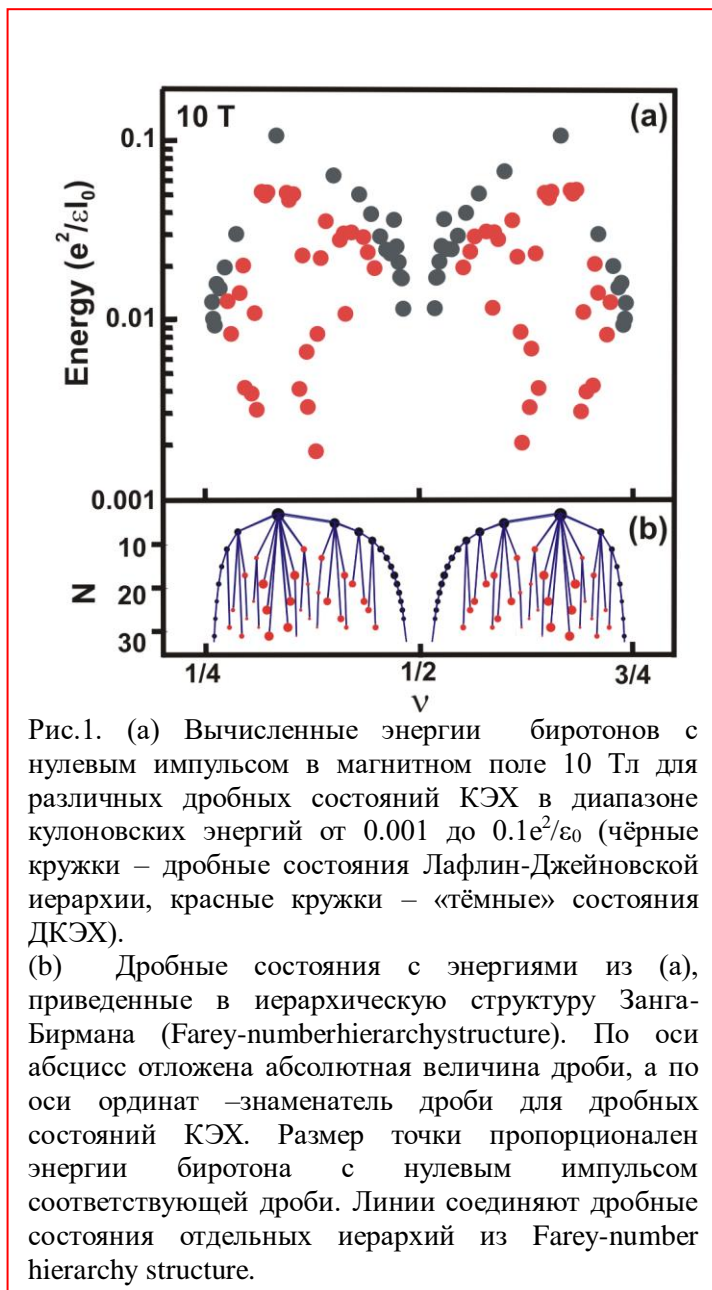 10 T
(a)
0.1
Energy (e²/εl₀)
0.01
0.001
(b)
10
N
20
30
1/4
1/2
3/4
ν
Рис.1. (a) Вычисленные энергии биротонов с
нулевым импульсом в магнитном поле 10 Тл для
различных дробных состояний КЭХ в диапазоне
кулоновских энергий от 0.001 до 0.1e²/ε₀ (чёрные
кружки – дробные состояния Лафлин-Джейновской
иерархии, красные кружки – «тёмные» состояния
ДКЭХ).
(b) Дробные состояния с энергиями из (a),
приведенные в иерархическую структуру Занга-
Бирмана (Farey-numberhierarchystructure). По оси
абсцисс отложена абсолютная величина дроби, а по
оси ординат –знаменатель дроби для дробных
состояний КЭХ. Размер точки пропорционален
энергии биротона с нулевым импульсом
соответствующей дроби. Линии соединяют дробные
состояния отдельных иерархий из Farey-number
hierarchy structure.